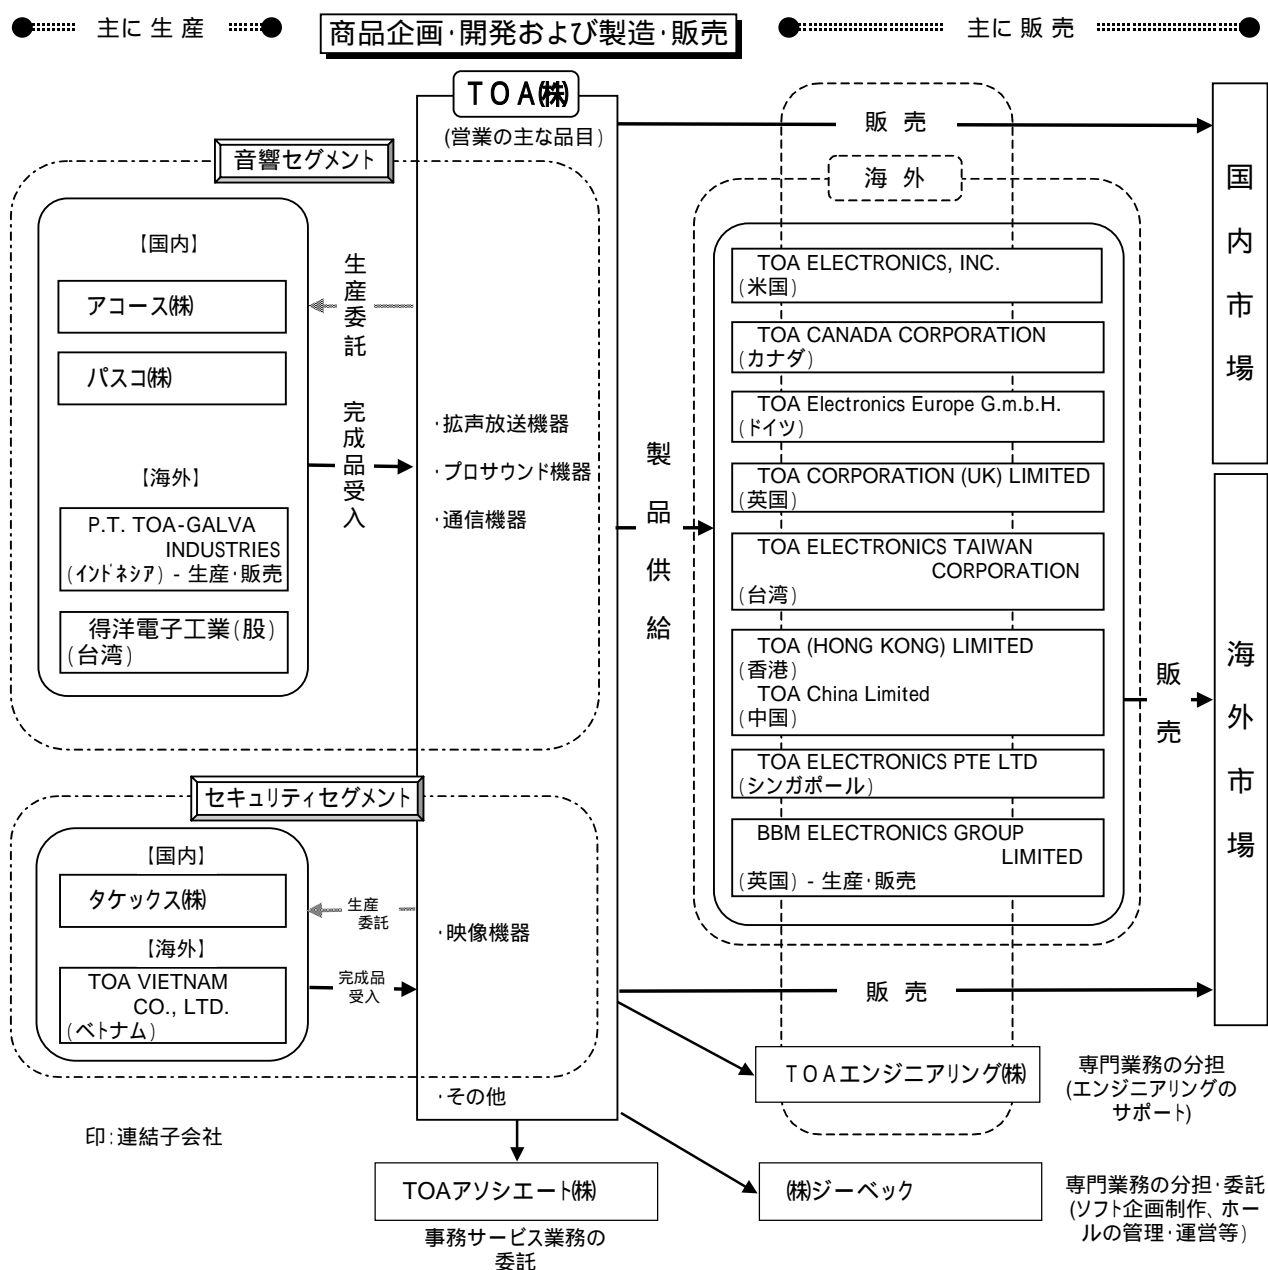 主に 生 産
商品企画・開発および製造・販売
主に 販 売
TOA㈱
(営業の主な品目)
音響セグメント
【国内】
アコース㈱
パスコ㈱
【海外】
P.T. TOA-GALVA
INDUSTRIES
(インドネシア) - 生産・販売
得洋電子工業(股)
(台湾)
生産委託
完成品受入
・拡声放送機器
・プロサウンド機器
・通信機器
セキュリティセグメント
【国内】
タケックス㈱
【海外】
TOA VIETNAM
CO., LTD.
(ベトナム)
生産
委託
完成品
受入
・映像機器
・その他
製品供給
販 売
海 外
TOA ELECTRONICS, INC.
(米国)
TOA CANADA CORPORATION
(カナダ)
TOA Electronics Europe G.m.b.H.
(ドイツ)
TOA CORPORATION (UK) LIMITED
(英国)
TOA ELECTRONICS TAIWAN
CORPORATION
(台湾)
TOA (HONG KONG) LIMITED
(香港)
TOA China Limited
(中国)
TOA ELECTRONICS PTE LTD
(シンガポール)
BBM ELECTRONICS GROUP
LIMITED
(英国) - 生産・販売
販売
販 売
国内市場
海外市場
TOAエンジニアリング㈱
専門業務の分担
(エンジニアリングの
サポート)
㈱ジーベック
専門業務の分担・委託
(ソフト企画制作、ホー
ルの管理・運営等)
TOAアソシエート㈱
事務サービス業務の
委託
印：連結子会社